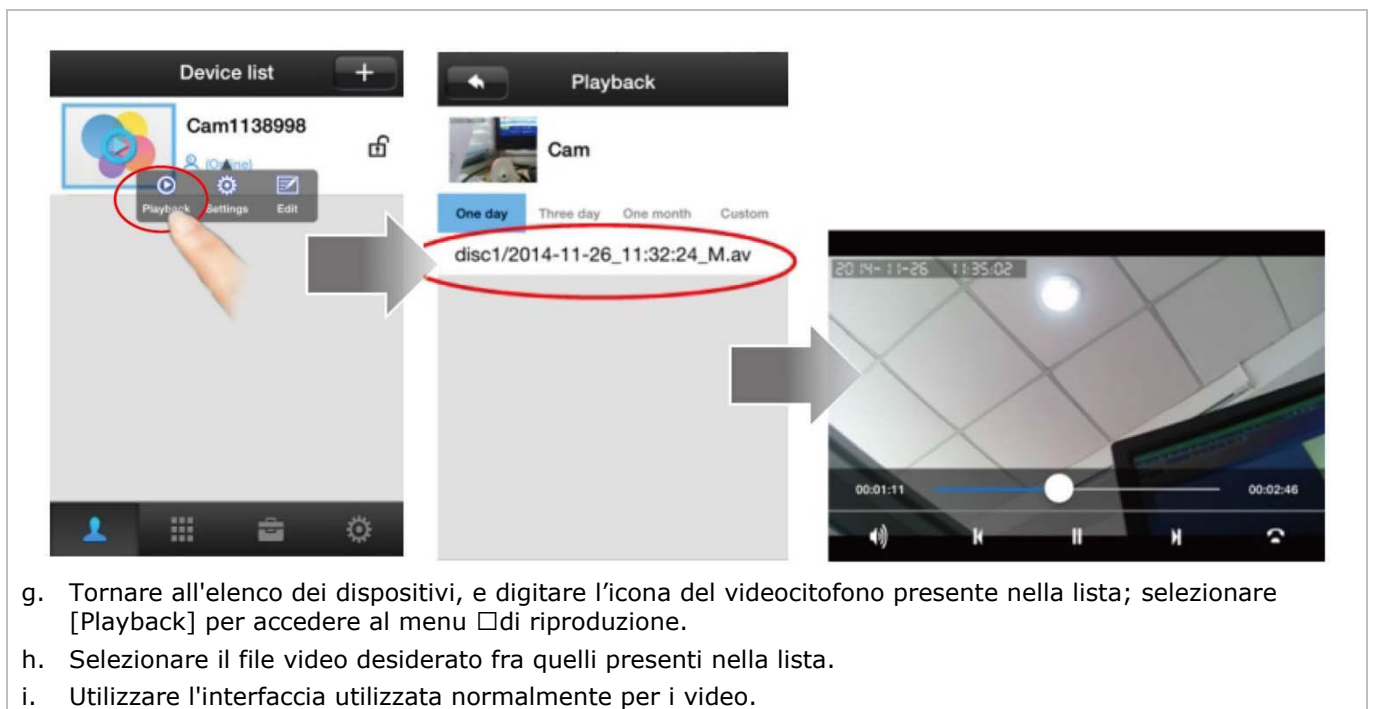 Device list
+
Cam1138998
(Online)
Playback Settings Edit
Playback
Cam
One day Three day One month Custom
disc1/2014-11-26_11:32:24_M.av
2014-11-26 11:35:02
00:01:11 00:02:46
g. Tornare all'elenco dei dispositivi, e digitare l’icona del videocitofono presente nella lista; selezionare
[Playback] per accedere al menu □di riproduzione.
h. Selezionare il file video desiderato fra quelli presenti nella lista.
i. Utilizzare l'interfaccia utilizzata normalmente per i video.